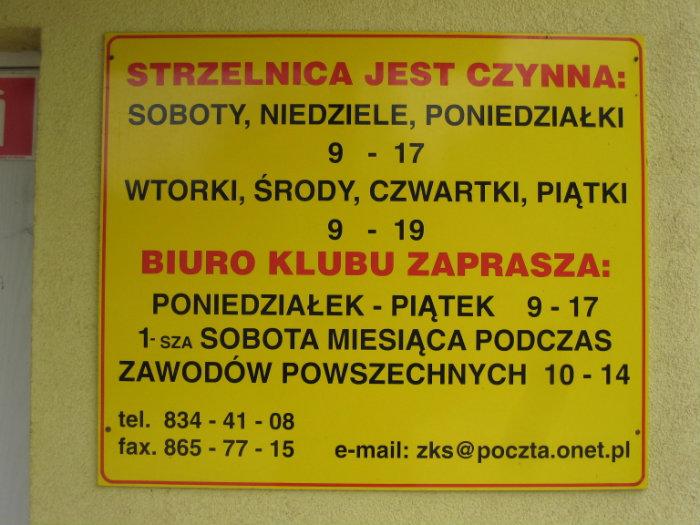 STRZELNICA JEST CZYNNA:
SOBOTY, NIEDZIELE, PONIEDZIAŁKI
9 - 17
WTORKI, ŚRODY, CZWARTKI, PIĄTKI
9 - 19
BIURO KLUBU ZAPRASZA:
PONIEDZIAŁEK - PIĄTEK 9 - 17
1- SZA SOBOTA MIESIĄCA PODCZAS
ZAWODÓW POWSZECHNYCH 10 - 14
tel. 834 - 41 - 08
fax. 865 - 77 - 15 e-mail: zks@poczta.onet.pl